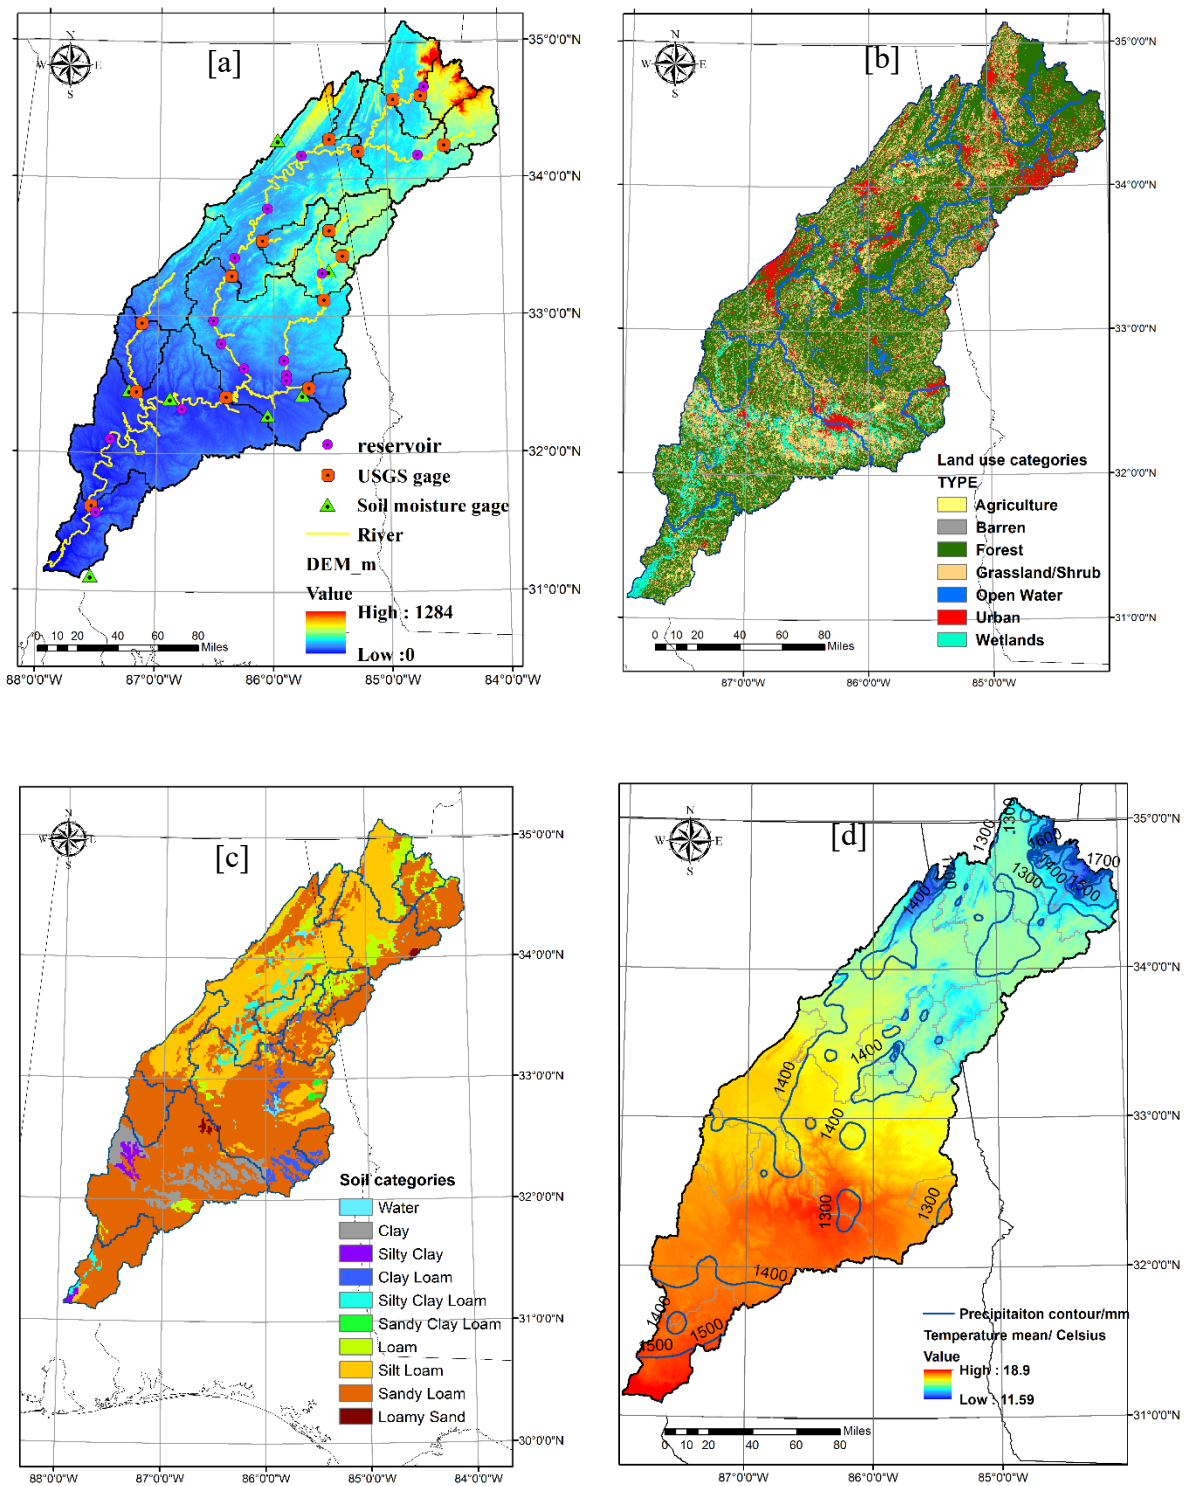 N
W E
S
[a]
35°0'0"N
34°0'0"N
33°0'0"N
32°0'0"N
31°0'0"N
reservoir
USGS gage
Soil moisture gage
River
DEM_m
Value
High : 1284
Low :0
0 10 20 40 60 80 Miles
88°0'0"W 87°0'0"W 86°0'0"W 85°0'0"W 84°0'0"W
N
W E
S
[b]
35°0'0"N
34°0'0"N
33°0'0"N
32°0'0"N
31°0'0"N
Land use categories
TYPE
Agriculture
Barren
Forest
Grassland/Shrub
Open Water
Urban
Wetlands
0 10 20 40 60 80 Miles
87°0'0"W 86°0'0"W 85°0'0"W
N
S
[c]
35°0'0"N
34°0'0"N
33°0'0"N
32°0'0"N
31°0'0"N
30°0'0"N
Soil categories
Water
Clay
Silty Clay
Clay Loam
Silty Clay Loam
Sandy Clay Loam
Loam
Silt Loam
Sandy Loam
Loamy Sand
88°0'0"W 87°0'0"W 86°0'0"W 85°0'0"W 84°0'0"W
N
W E
S
[d]
1300
1300
1600
1700
1400
1500
1300
1400
1400
1400
1400
1300
1300
1400
1400
1500
1500
35°0'0"N
34°0'0"N
33°0'0"N
32°0'0"N
31°0'0"N
Precipitaiton contour/mm
Temperature mean/ Celsius
Value
High : 18.9
Low : 11.59
0 10 20 40 60 80 Miles
87°0'0"W 86°0'0"W 85°0'0"W